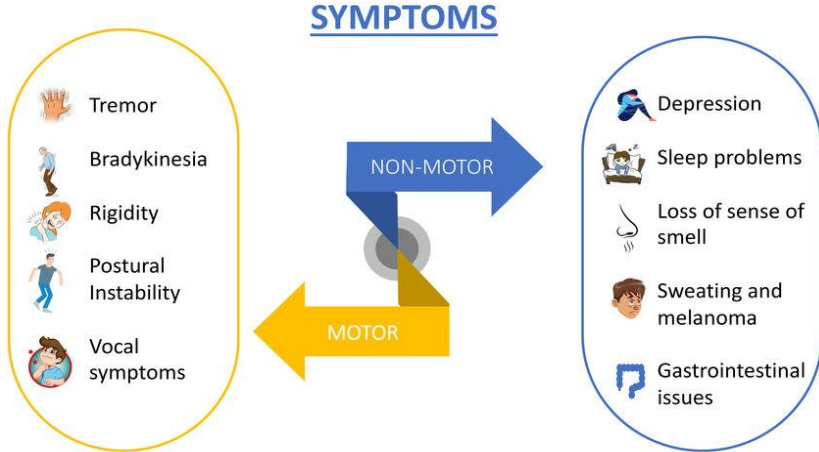 SYMPTOMS
Tremor
Bradykinesia
Rigidity
Postural
Instability
Vocal
symptoms
NON-MOTOR
MOTOR
Depression
Sleep problems
Loss of sense of
smell
Sweating and
melanoma
Gastrointestinal
issues